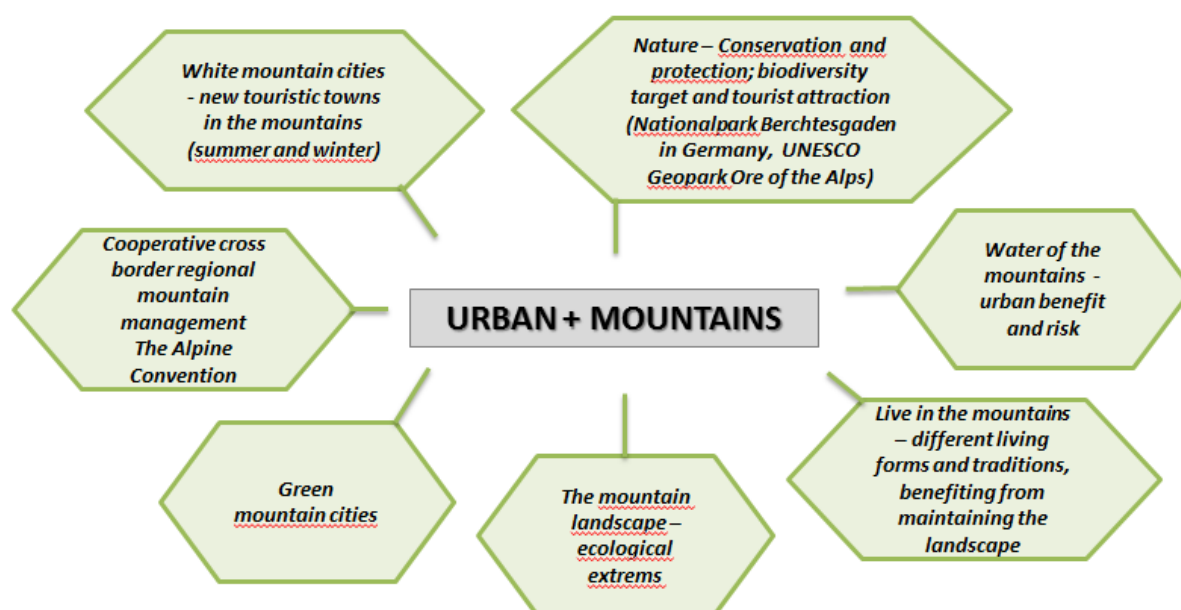 White mountain cities
- new touristic towns
in the mountains
(summer and winter)
Nature – Conservation and
protection; biodiversity
target and tourist attraction
(Nationalpark Berchtesgaden
in Germany, UNESCO
Geopark Ore of the Alps)
Cooperative cross
border regional
mountain
management
The Alpine
Convention
URBAN + MOUNTAINS
Water of the
mountains -
urban benefit
and risk
Green
mountain cities
The mountain
landscape –
ecological
extrems
Live in the mountains
– different living
forms and traditions,
benefiting from
maintaining the
landscape